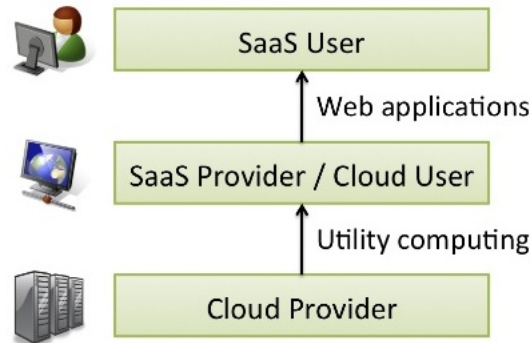 SaaS User
Web applications
SaaS Provider / Cloud User
Utility computing
Cloud Provider